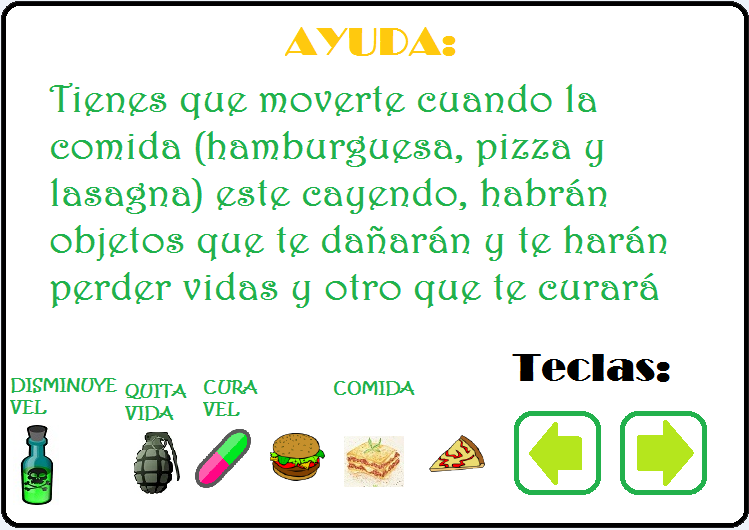 AYUDA:
Tienes que moverte cuando la
comida (hamburguesa, pizza y
lasagna) este cayendo, habrán
objetos que te dañarán y te harán
perder vidas y otro que te curará
Teclas:
DISMINUYE
VEL
QUITA
VIDA
CURA
VEL
COMIDA